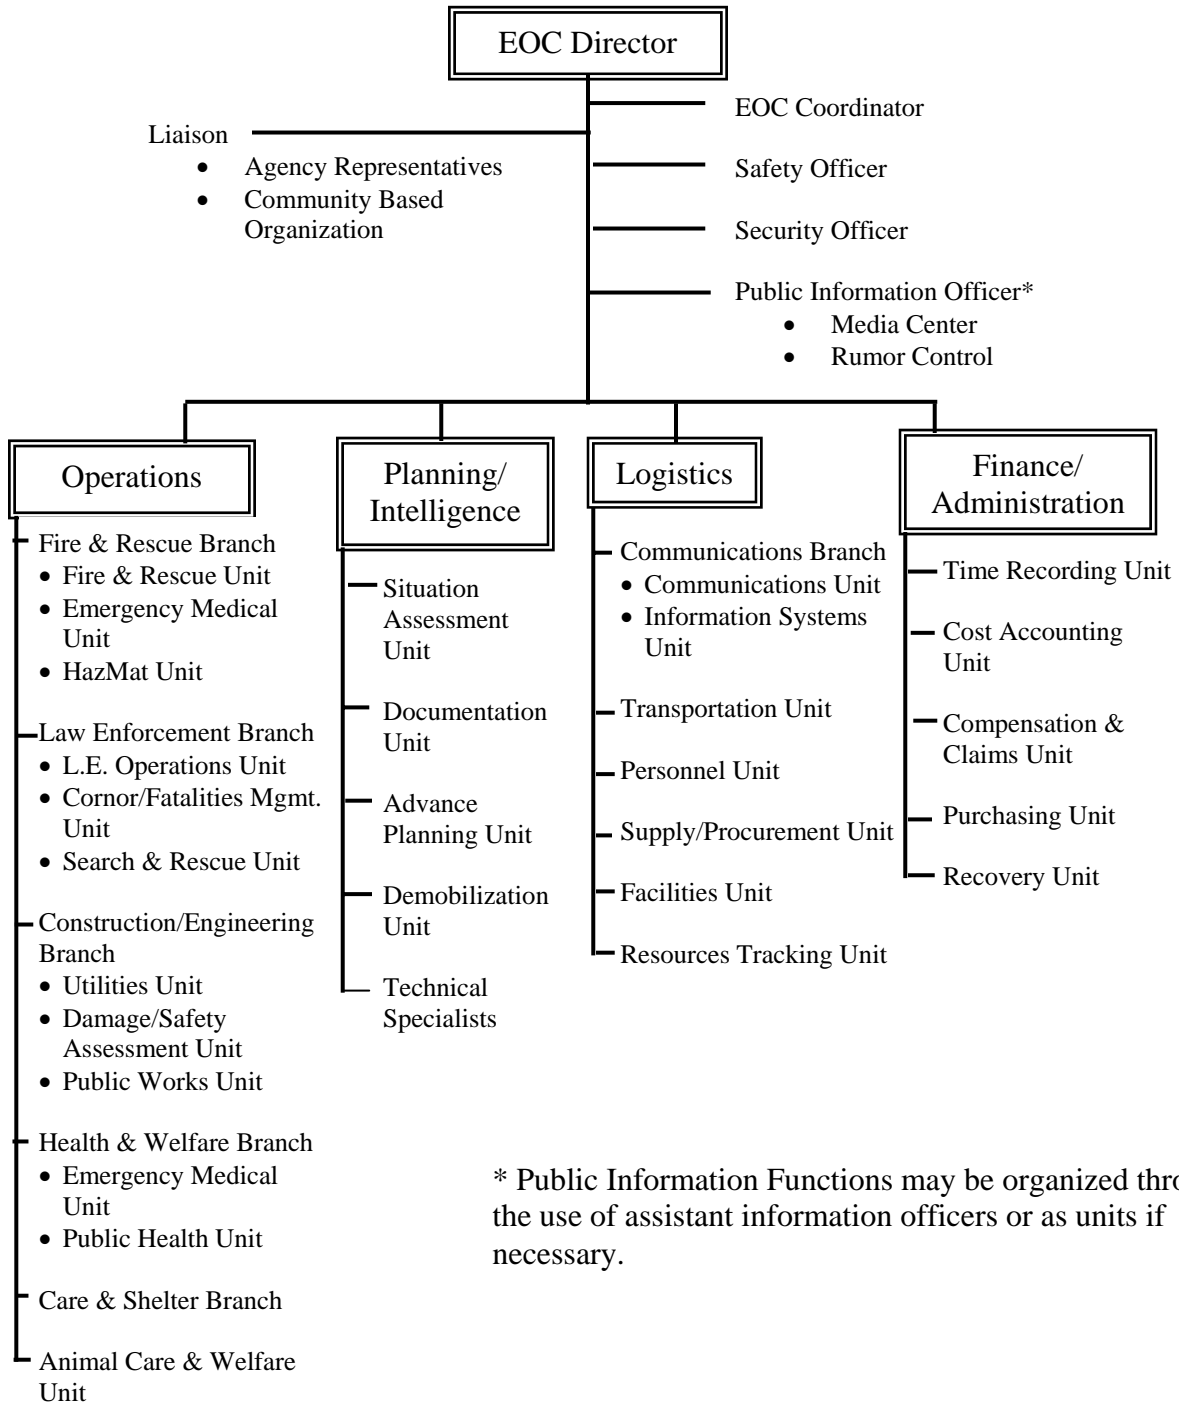 EOC Director
EOC Coordinator
Liaison
• Agency Representatives
• Community Based
Organization
Safety Officer
Security Officer
Public Information Officer*
• Media Center
• Rumor Control
Operations
Fire & Rescue Branch
• Fire & Rescue Unit
• Emergency Medical
Unit
• HazMat Unit
Law Enforcement Branch
• L.E. Operations Unit
• Cornor/Fatalities Mgmt.
Unit
• Search & Rescue Unit
Construction/Engineering
Branch
• Utilities Unit
• Damage/Safety
Assessment Unit
• Public Works Unit
Health & Welfare Branch
• Emergency Medical
Unit
• Public Health Unit
Care & Shelter Branch
Animal Care & Welfare
Unit
Planning/
Intelligence
Situation
Assessment
Unit
Documentation
Unit
Advance
Planning Unit
Demobilization
Unit
Technical
Specialists
Logistics
Communications Branch
• Communications Unit
• Information Systems
Unit
Transportation Unit
Personnel Unit
Supply/Procurement Unit
Facilities Unit
Resources Tracking Unit
Finance/
Administration
Time Recording Unit
Cost Accounting
Unit
Compensation &
Claims Unit
Purchasing Unit
Recovery Unit
* Public Information Functions may be organized thro
the use of assistant information officers or as units if
necessary.